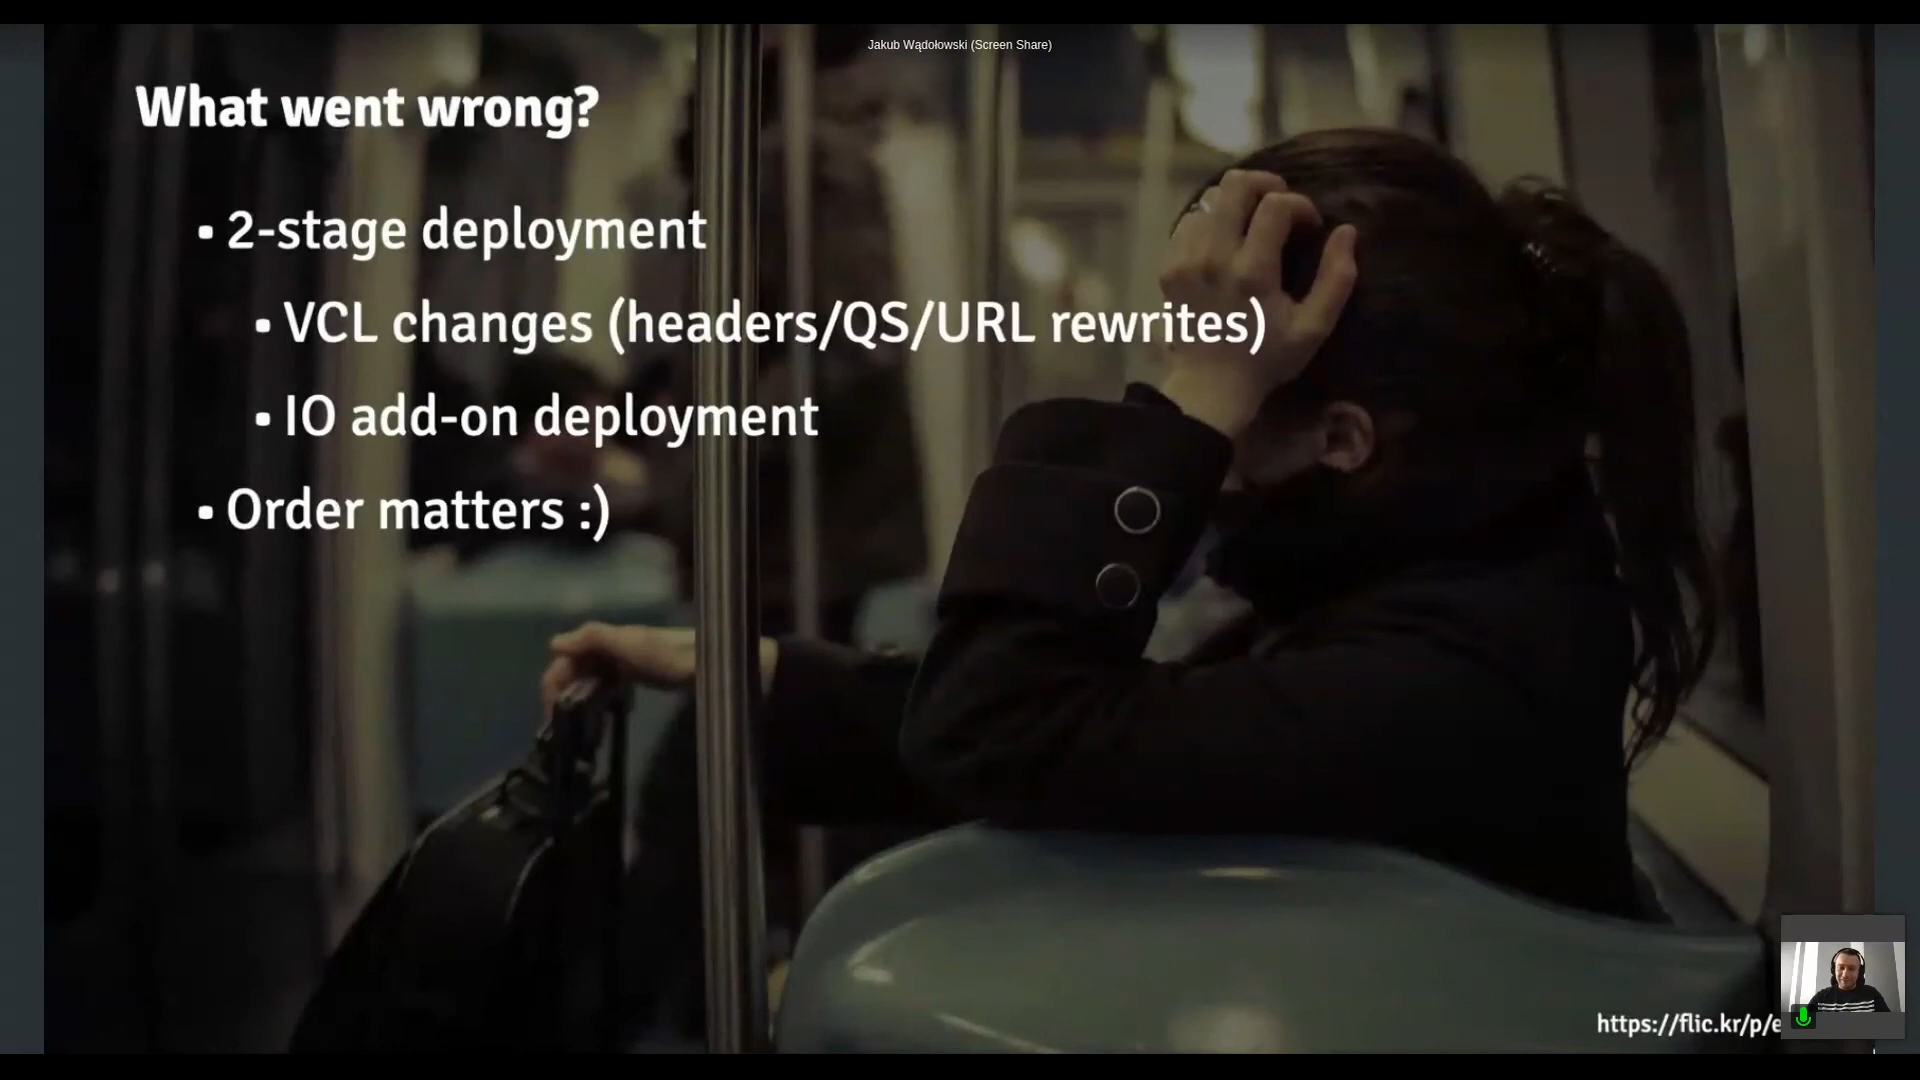 Jakub Wądołowski (Screen Share)
What went wrong?
▪ 2-stage deployment
▪ VCL changes (headers/QS/URL rewrites)
▪ IO add-on deployment
▪ Order matters :)
https://flic.kr/p/e